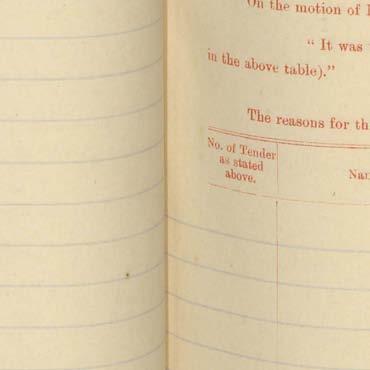 On the motion of
" It was
in the above table)."
The reasons for th
No. of Tender
as stated
above.
Nan